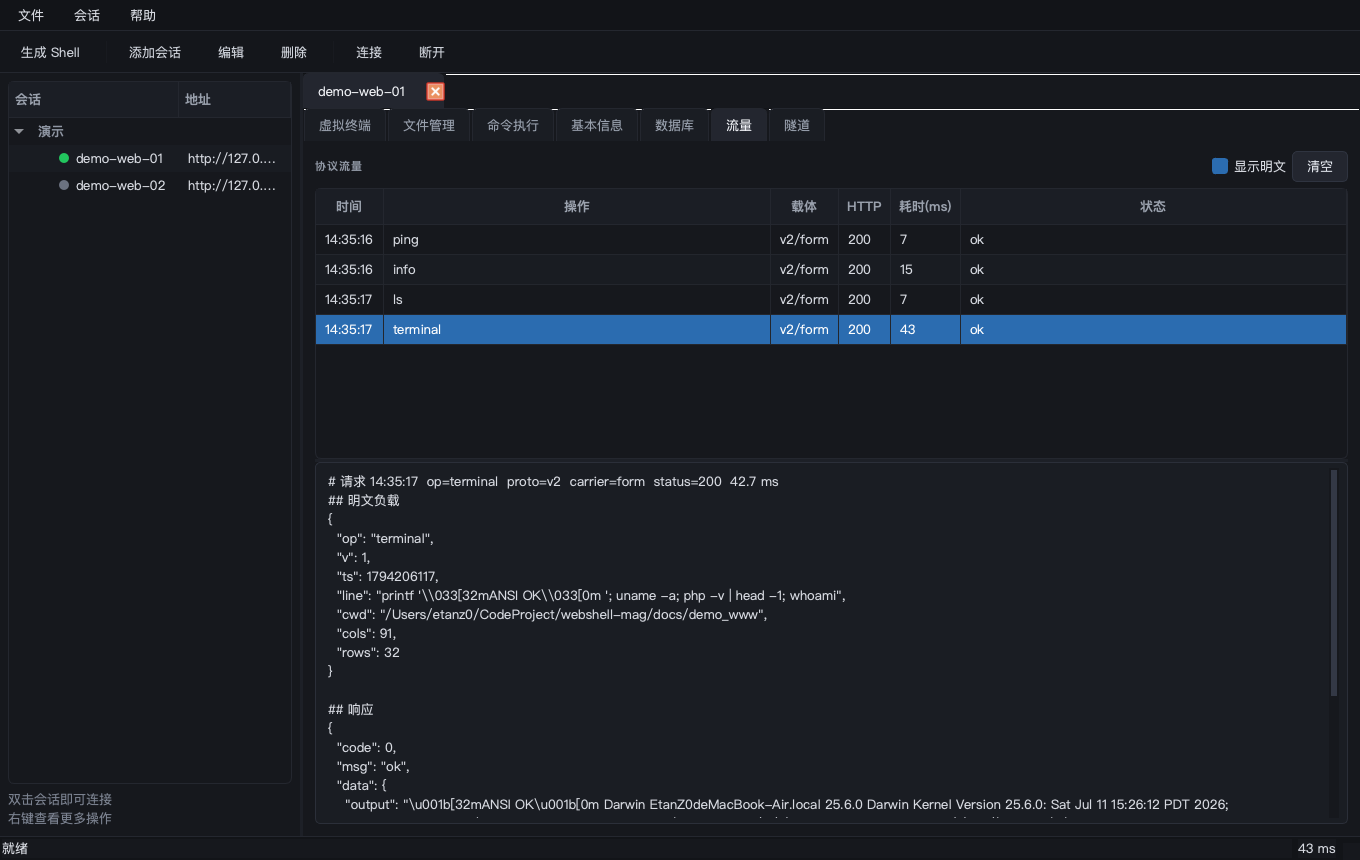 文件 会话 帮助
生成 Shell 添加会话 编辑 删除 连接 断开
会话 地址
演示
demo-web-01 http://127.0....
demo-web-02 http://127.0....
双击会话即可连接
右键查看更多操作
demo-web-01
虚拟终端 文件管理 命令执行 基本信息 数据库 流量 隧道
协议流量 显示明文 清空
时间 操作 载体 HTTP 耗时(ms) 状态
14:35:16 ping v2/form 200 7 ok
14:35:16 info v2/form 200 15 ok
14:35:17 ls v2/form 200 7 ok
14:35:17 terminal v2/form 200 43 ok
# 请求 14:35:17 op=terminal proto=v2 carrier=form status=200 42.7 ms
## 明文负载
{
"op": "terminal",
"v": 1,
"ts": 1794206117,
"line": "printf '\\033[32mANSI OK\\033[0m '; uname -a; php -v | head -1; whoami",
"cwd": "/Users/etanz0/CodeProject/webshell-mag/docs/demo_www",
"cols": 91,
"rows": 32
}
## 响应
{
"code": 0,
"msg": "ok",
"data": {
"output": "\u001b[32mANSI OK\u001b[0m Darwin EtanZ0deMacBook-Air.local 25.6.0 Darwin Kernel Version 25.6.0: Sat Jul 11 15:26:12 PDT 2026;
就绪 43 ms